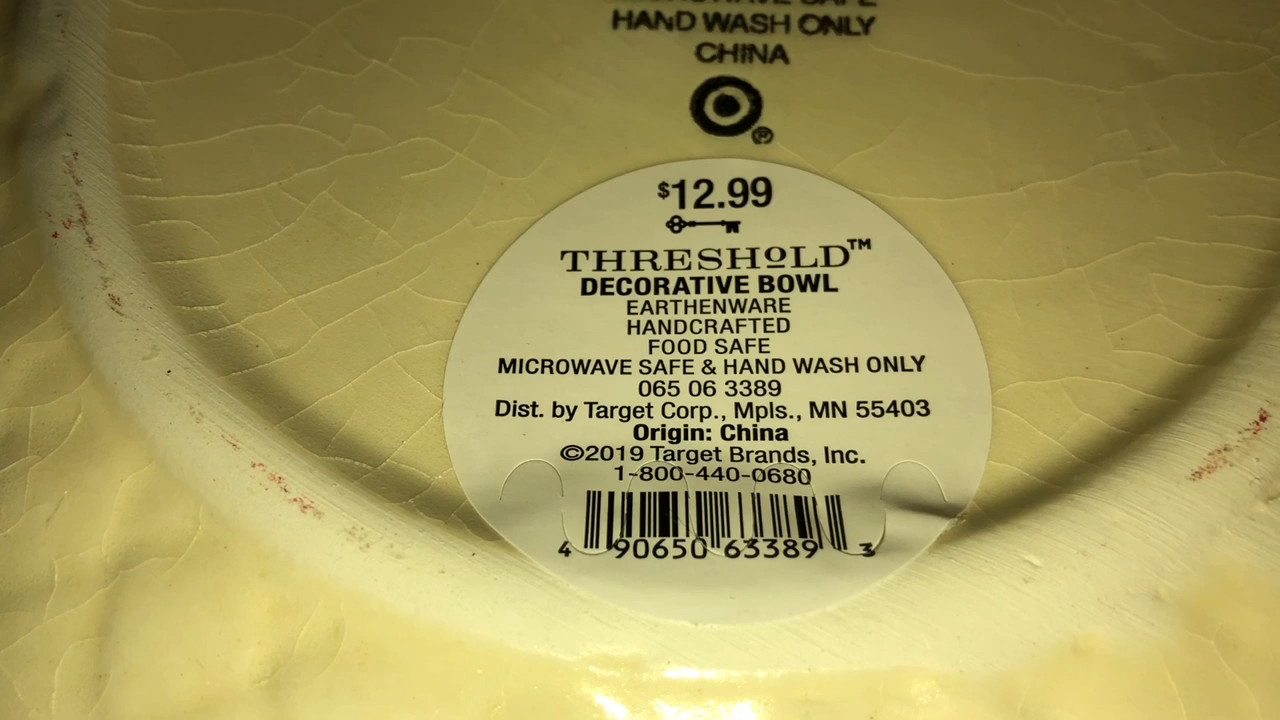 HAND WASH ONLY
CHINA
®
$12.99
THRESHOLD™
DECORATIVE BOWL
EARTHENWARE
HANDCRAFTED
FOOD SAFE
MICROWAVE SAFE & HAND WASH ONLY
065 06 3389
Dist. by Target Corp., Mpls., MN 55403
Origin: China
©2019 Target Brands, Inc.
1-800-440-0680
4 90650 63389 3